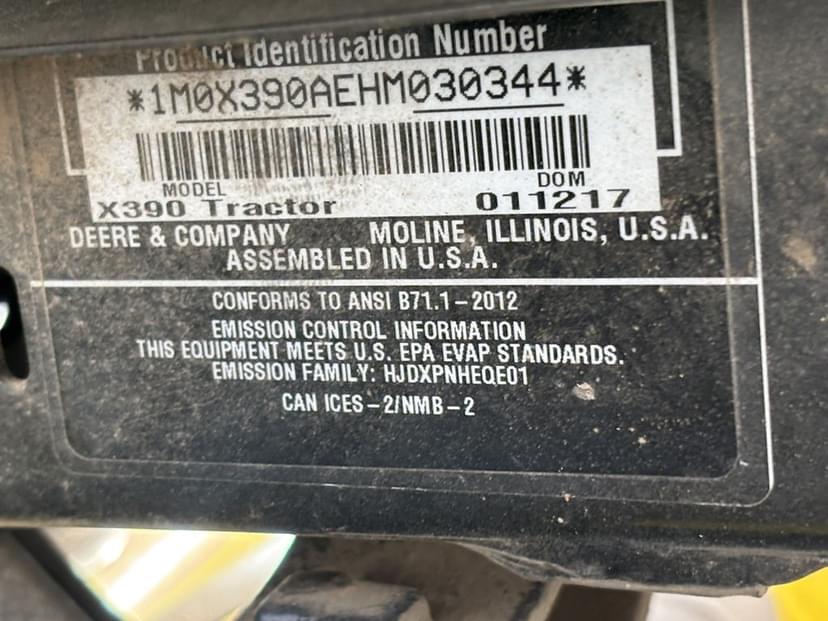 Product Identification Number
*1M0X390AEHM030344*
MODEL DOM
X390 Tractor 011217
DEERE & COMPANY MOLINE, ILLINOIS, U.S.A.
ASSEMBLED IN U.S.A.
CONFORMS TO ANSI B71.1-2012
EMISSION CONTROL INFORMATION
THIS EQUIPMENT MEETS U.S. EPA EVAP STANDARDS.
EMISSION FAMILY: HJDXPNHEQE01
CAN ICES-2/NMB-2